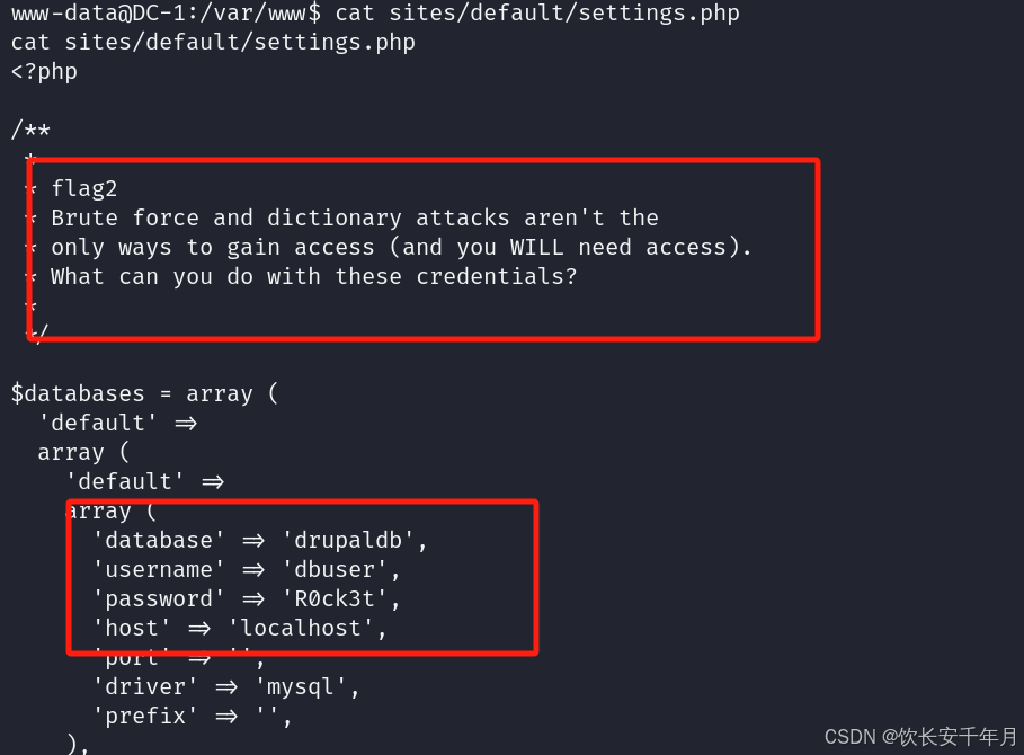 www-data@DC-1:/var/www$ cat sites/default/settings.php
cat sites/default/settings.php
<?php
/**
*
* flag2
* Brute force and dictionary attacks aren't the
* only ways to gain access (and you WILL need access).
* What can you do with these credentials?
*
*/
$databases = array (
'default' =>
array (
'default' =>
array (
'database' => 'drupaldb',
'username' => 'dbuser',
'password' => 'R0ck3t',
'host' => 'localhost',
'port' => '',
'driver' => 'mysql',
'prefix' => '',
),
CSDN @饮长安千年月